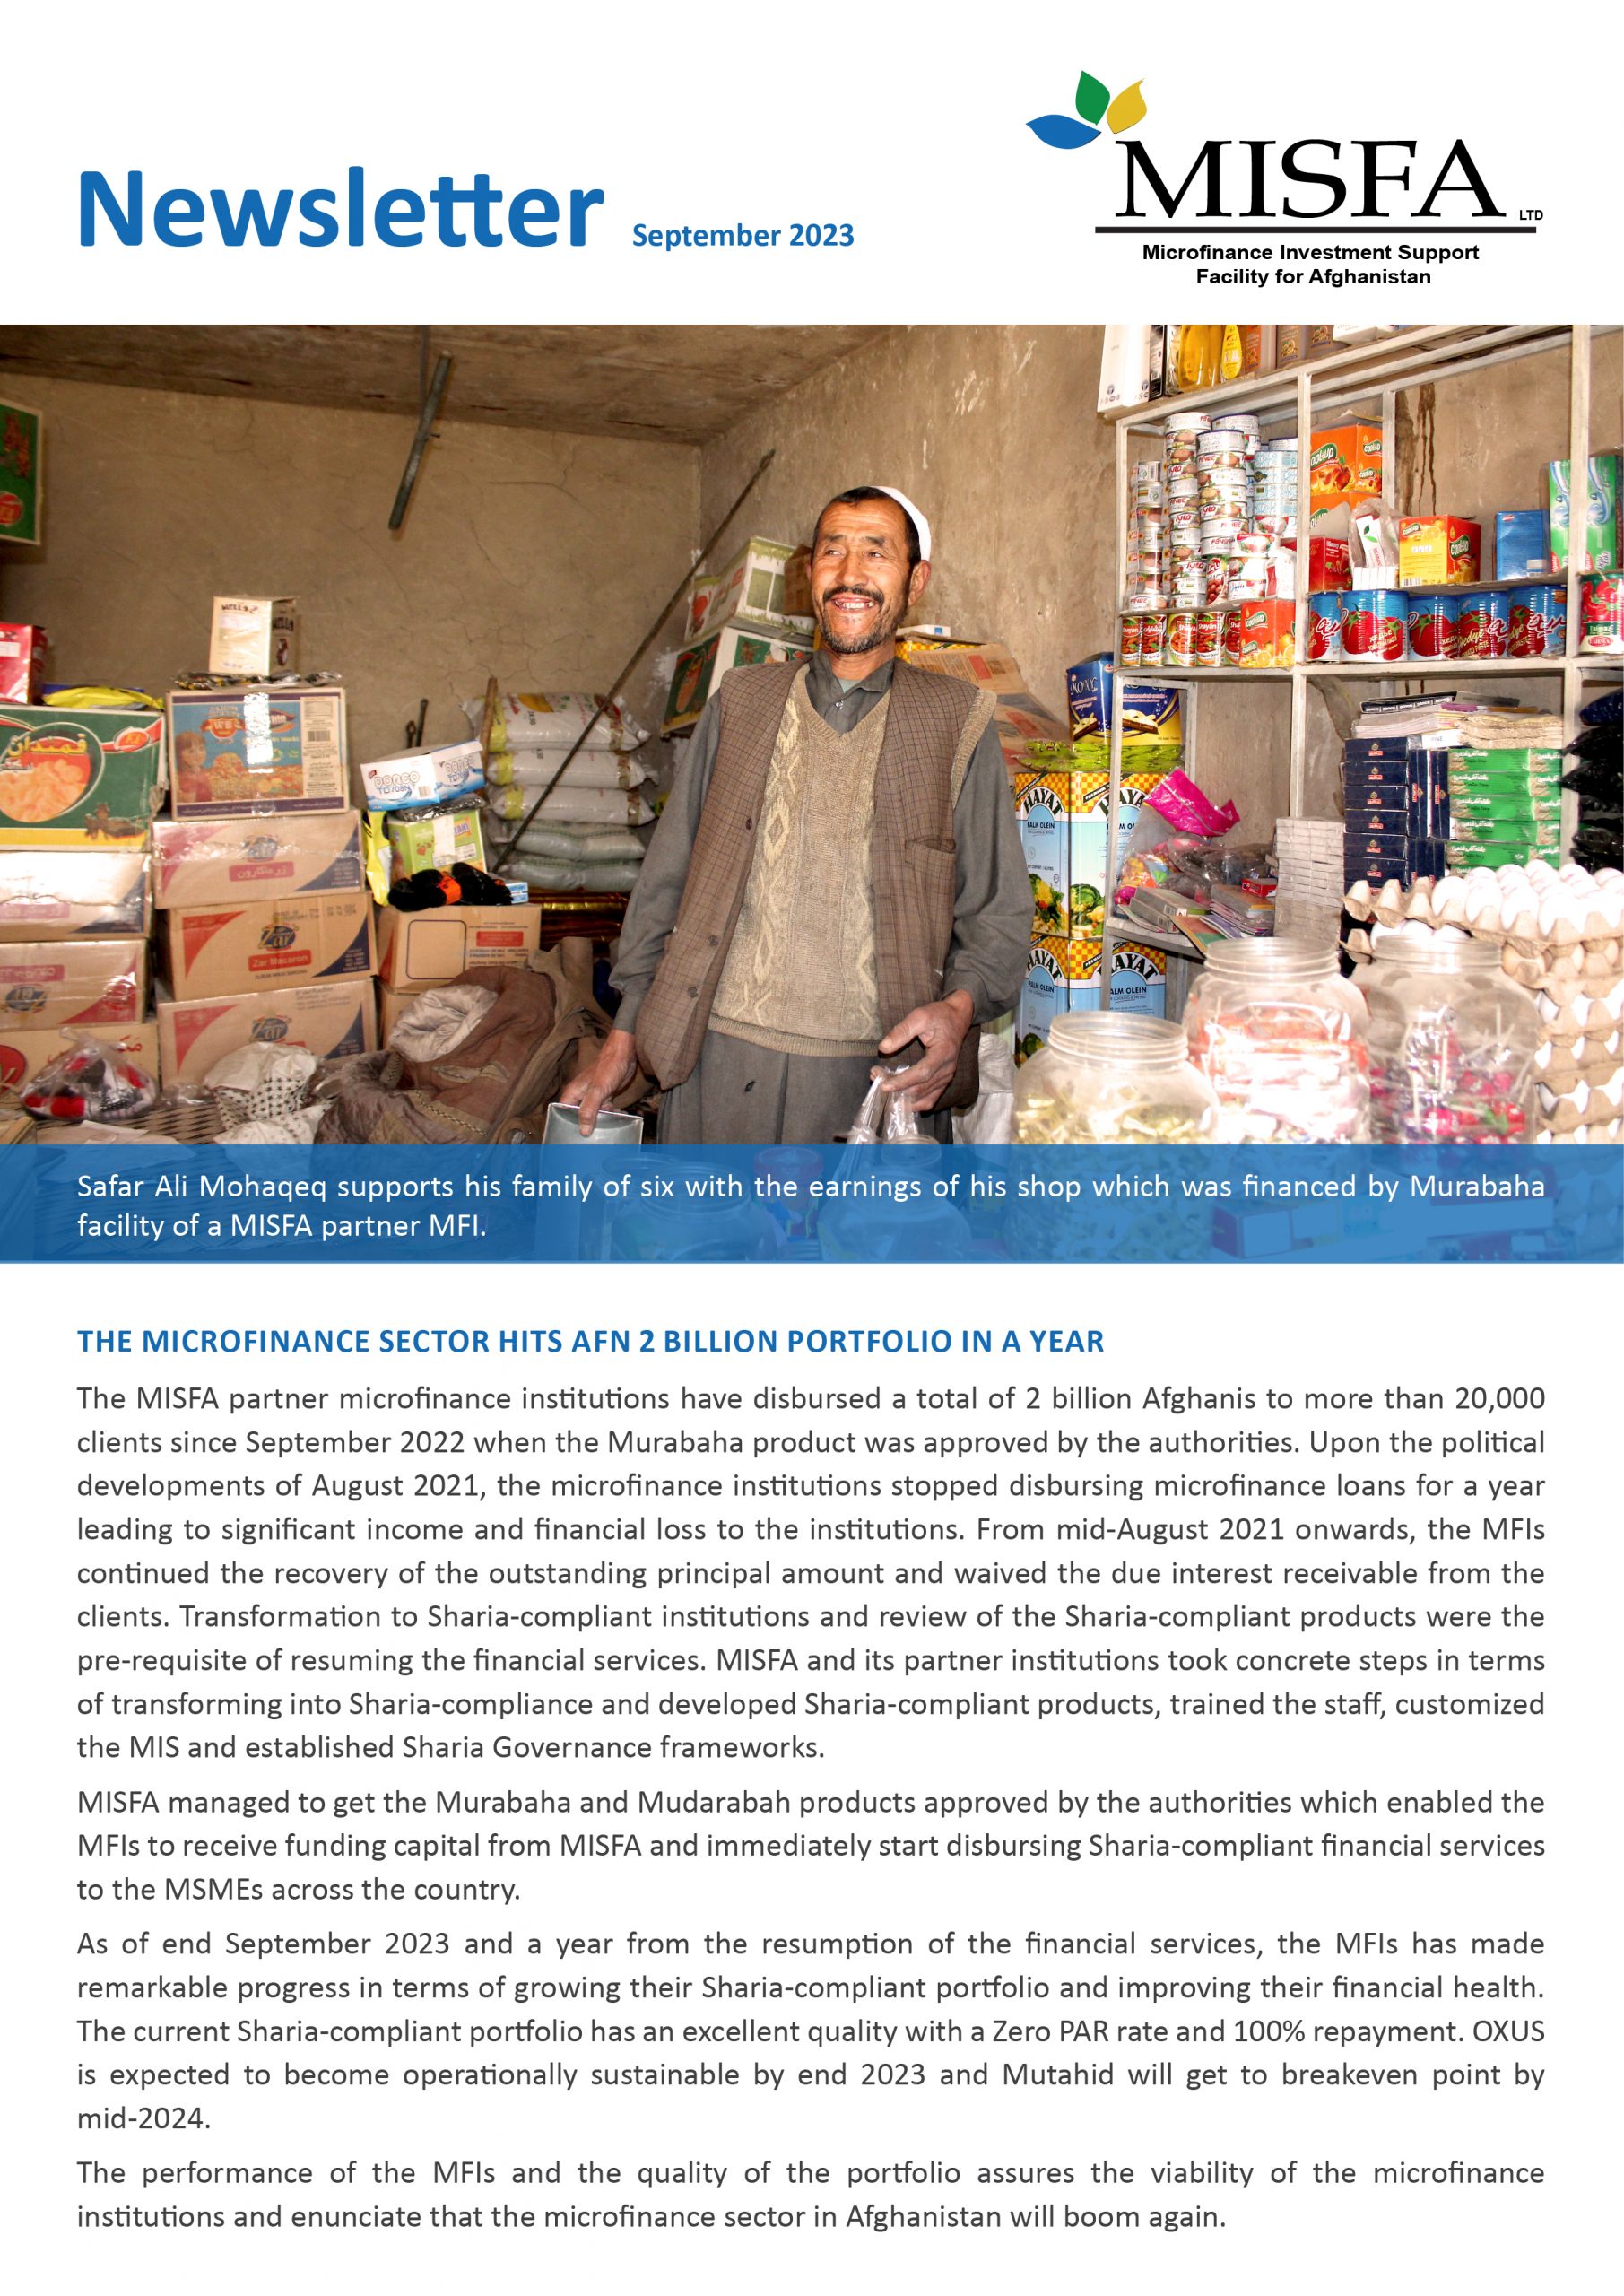 Newsletter September 2023
MISFA LTD
Microfinance Investment Support
Facility for Afghanistan
HAYAT
PALM OLEIN
Zar Macaron
زر ماكارون
HAYAT
PALM OLEIN
Safar Ali Mohaqeq supports his family of six with the earnings of his shop which was financed by Murabaha
facility of a MISFA partner MFI.
THE MICROFINANCE SECTOR HITS AFN 2 BILLION PORTFOLIO IN A YEAR
The MISFA partner microfinance institutions have disbursed a total of 2 billion Afghanis to more than 20,000
clients since September 2022 when the Murabaha product was approved by the authorities. Upon the political
developments of August 2021, the microfinance institutions stopped disbursing microfinance loans for a year
leading to significant income and financial loss to the institutions. From mid-August 2021 onwards, the MFIs
continued the recovery of the outstanding principal amount and waived the due interest receivable from the
clients. Transformation to Sharia-compliant institutions and review of the Sharia-compliant products were the
pre-requisite of resuming the financial services. MISFA and its partner institutions took concrete steps in terms
of transforming into Sharia-compliance and developed Sharia-compliant products, trained the staff, customized
the MIS and established Sharia Governance frameworks.
MISFA managed to get the Murabaha and Mudarabah products approved by the authorities which enabled the
MFIs to receive funding capital from MISFA and immediately start disbursing Sharia-compliant financial services
to the MSMEs across the country.
As of end September 2023 and a year from the resumption of the financial services, the MFIs has made
remarkable progress in terms of growing their Sharia-compliant portfolio and improving their financial health.
The current Sharia-compliant portfolio has an excellent quality with a Zero PAR rate and 100% repayment. OXUS
is expected to become operationally sustainable by end 2023 and Mutahid will get to breakeven point by
mid-2024.
The performance of the MFIs and the quality of the portfolio assures the viability of the microfinance
institutions and enunciate that the microfinance sector in Afghanistan will boom again.